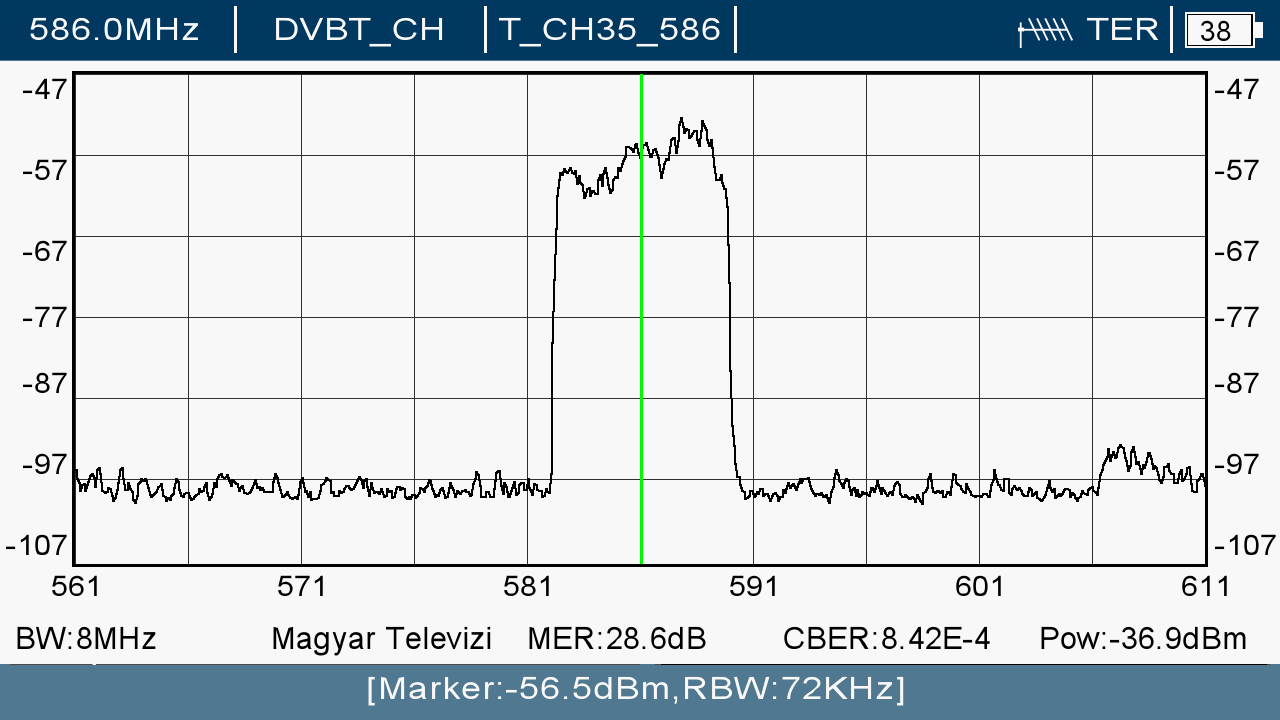 586.0MHz DVBT_CH T_CH35_586 TER 38
-47 -47
-57 -57
-67 -67
-77 -77
-87 -87
-97 -97
-107 -107
561 571 581 591 601 611
BW:8MHz Magyar Televizi MER:28.6dB CBER:8.42E-4 Pow:-36.9dBm
[Marker:-56.5dBm,RBW:72KHz]